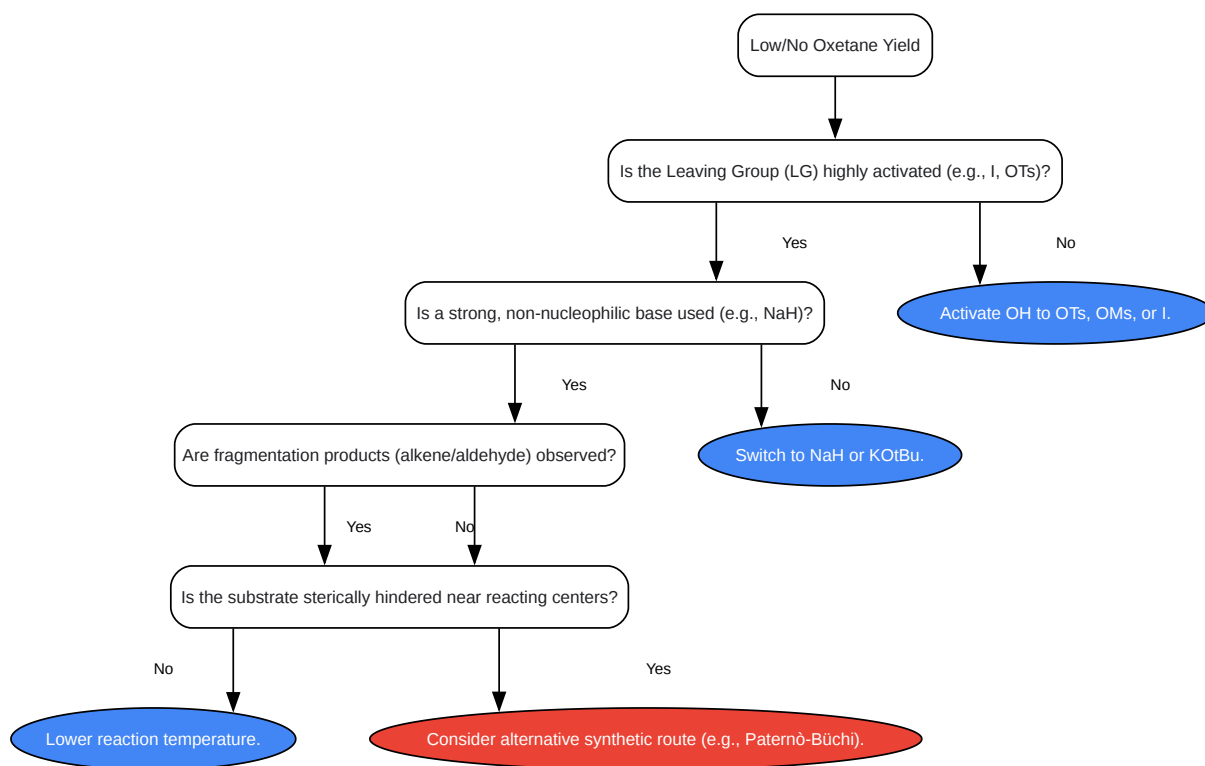 Low/No Oxetane Yield
Is the Leaving Group (LG) highly activated (e.g., I, OTs)?
Yes
No
Is a strong, non-nucleophilic base used (e.g., NaH)?
Activate OH to OTs, OMs, or I.
Yes
No
Are fragmentation products (alkene/aldehyde) observed?
Switch to NaH or KOtBu.
Yes
No
Is the substrate sterically hindered near reacting centers?
No
Yes
Lower reaction temperature.
Consider alternative synthetic route (e.g., Paternò-Büchi).